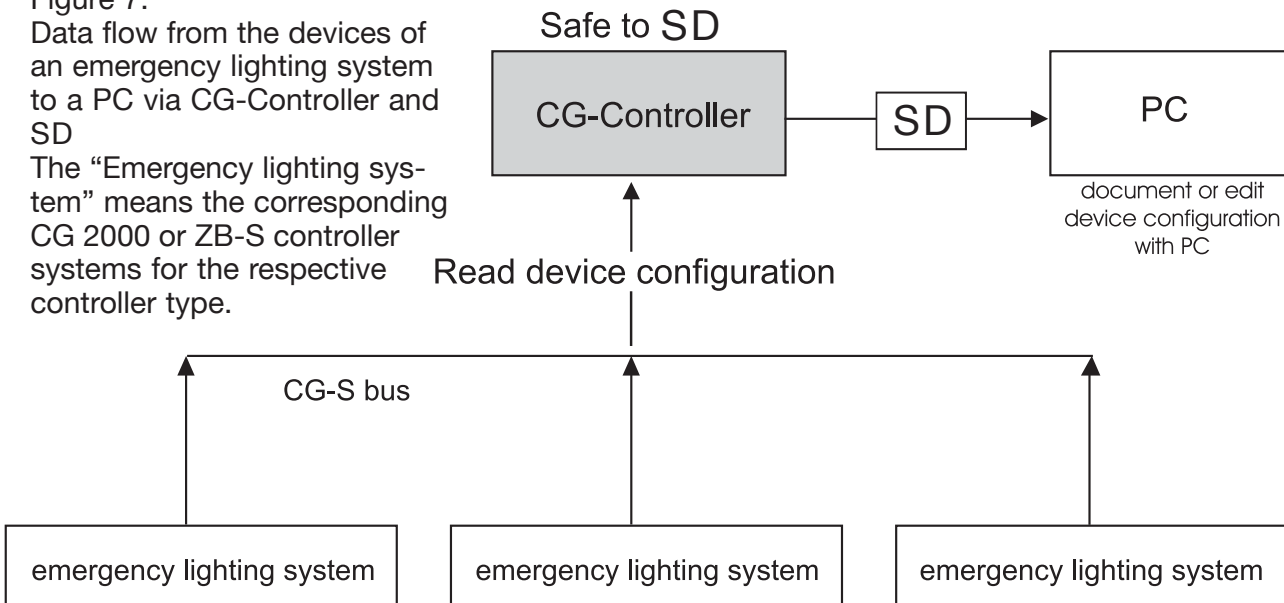 Figure 7:
Data flow from the devices of
an emergency lighting system
to a PC via CG-Controller and
SD
The “Emergency lighting sys-
tem” means the corresponding
CG 2000 or ZB-S controller
systems for the respective
controller type.
Safe to SD
CG-Controller
SD
PC
document or edit
device configuration
with PC
Read device configuration
CG-S bus
emergency lighting system
emergency lighting system
emergency lighting system